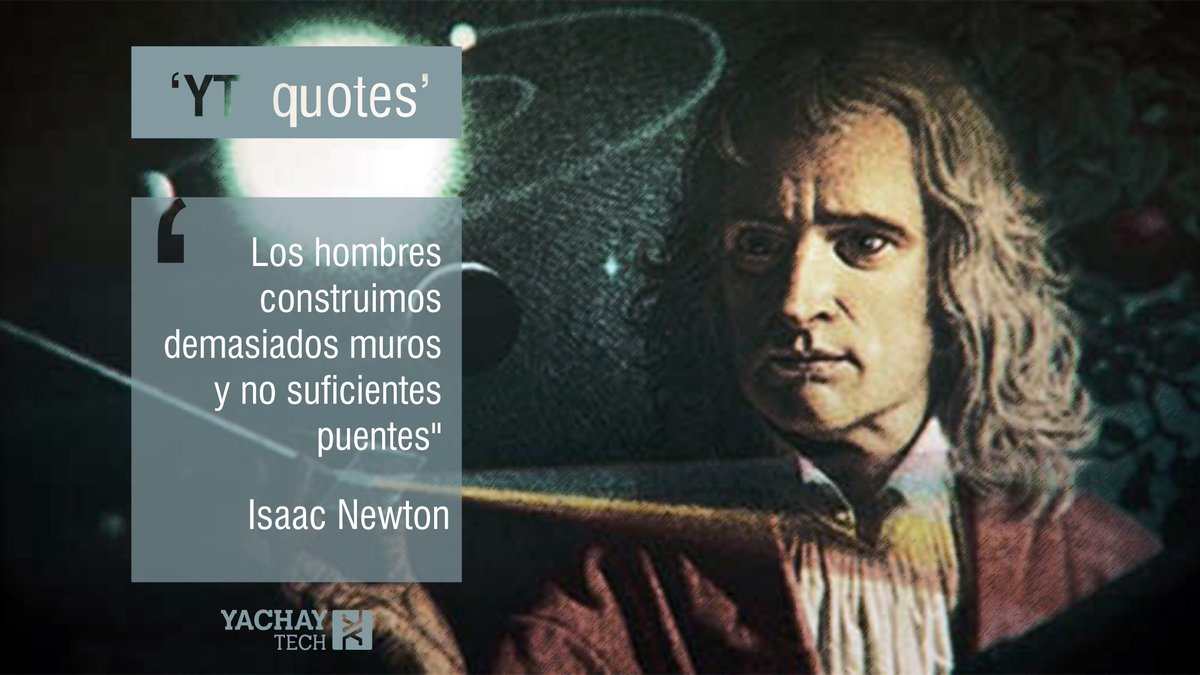 ‘YT quotes’
‘
Los hombres
construimos
demasiados muros
y no suficientes
puentes"
Isaac Newton
YACHAY
TECH